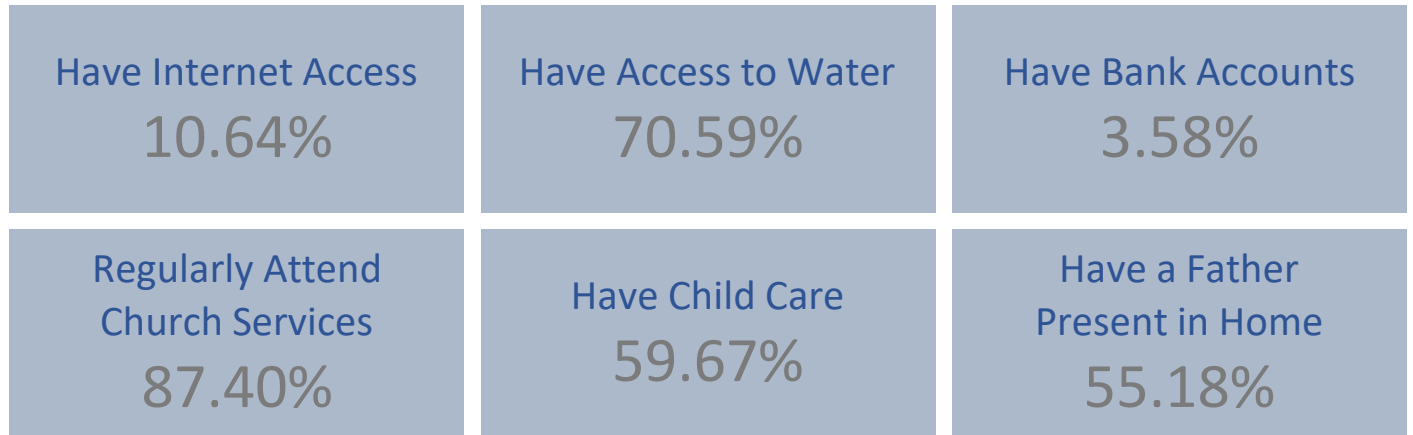 Have Internet Access
10.64%
Have Access to Water
70.59%
Have Bank Accounts
3.58%
Regularly Attend
Church Services
87.40%
Have Child Care
59.67%
Have a Father
Present in Home
55.18%